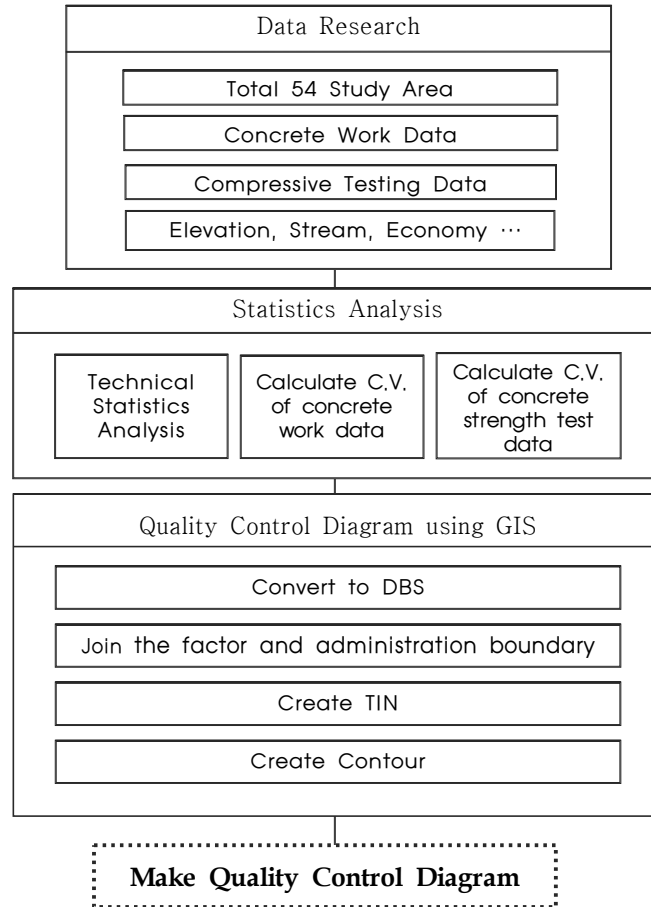 Data Research
Total 54 Study Area
Concrete Work Data
Compressive Testing Data
Elevation, Stream, Economy ⋯
Statistics Analysis
Technical
Statistics
Analysis
Calculate C.V.
of concrete
work data
Calculate C.V.
of concrete
strength test
data
Quality Control Diagram using GIS
Convert to DBS
Join the factor and administration boundary
Create TIN
Create Contour
Make Quality Control Diagram